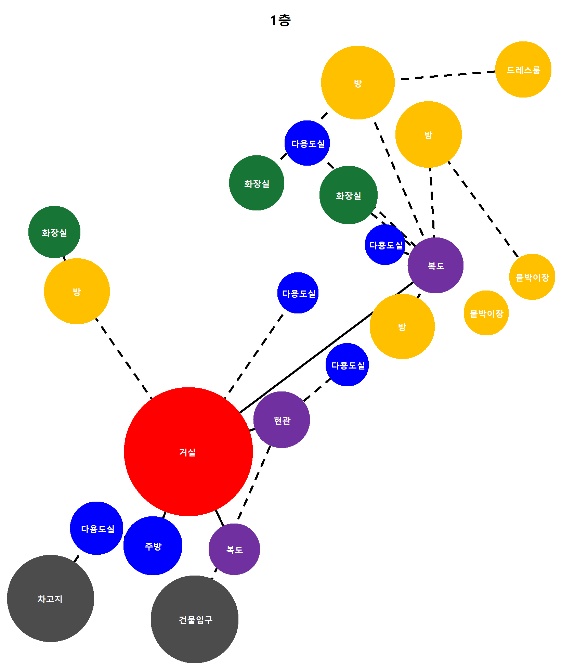 1층
드레스룸
방
방
다용도실
화장실
화장실
화장실
다용도실
복도
붙박이장
방
다용도실
붙박이장
방
다용도실
현관
거실
다용도실
주방
복도
차고지
건물입구